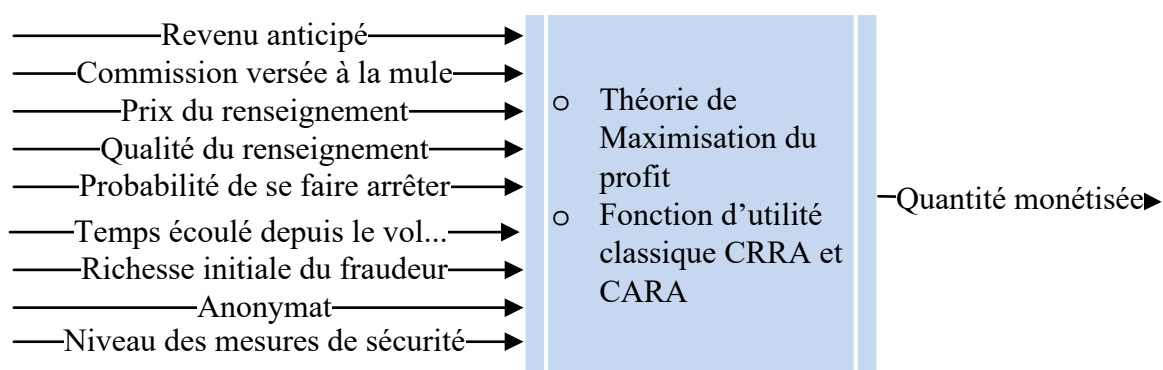 Revenu anticipé
Commission versée à la mule
Prix du renseignement
Qualité du renseignement
Probabilité de se faire arrêter
Temps écoulé depuis le vol...
Richesse initiale du fraudeur
Anonymat
Niveau des mesures de sécurité
o Théorie de
Maximisation du
profit
o Fonction d’utilité
classique CRRA et
CARA
Quantité monétisée